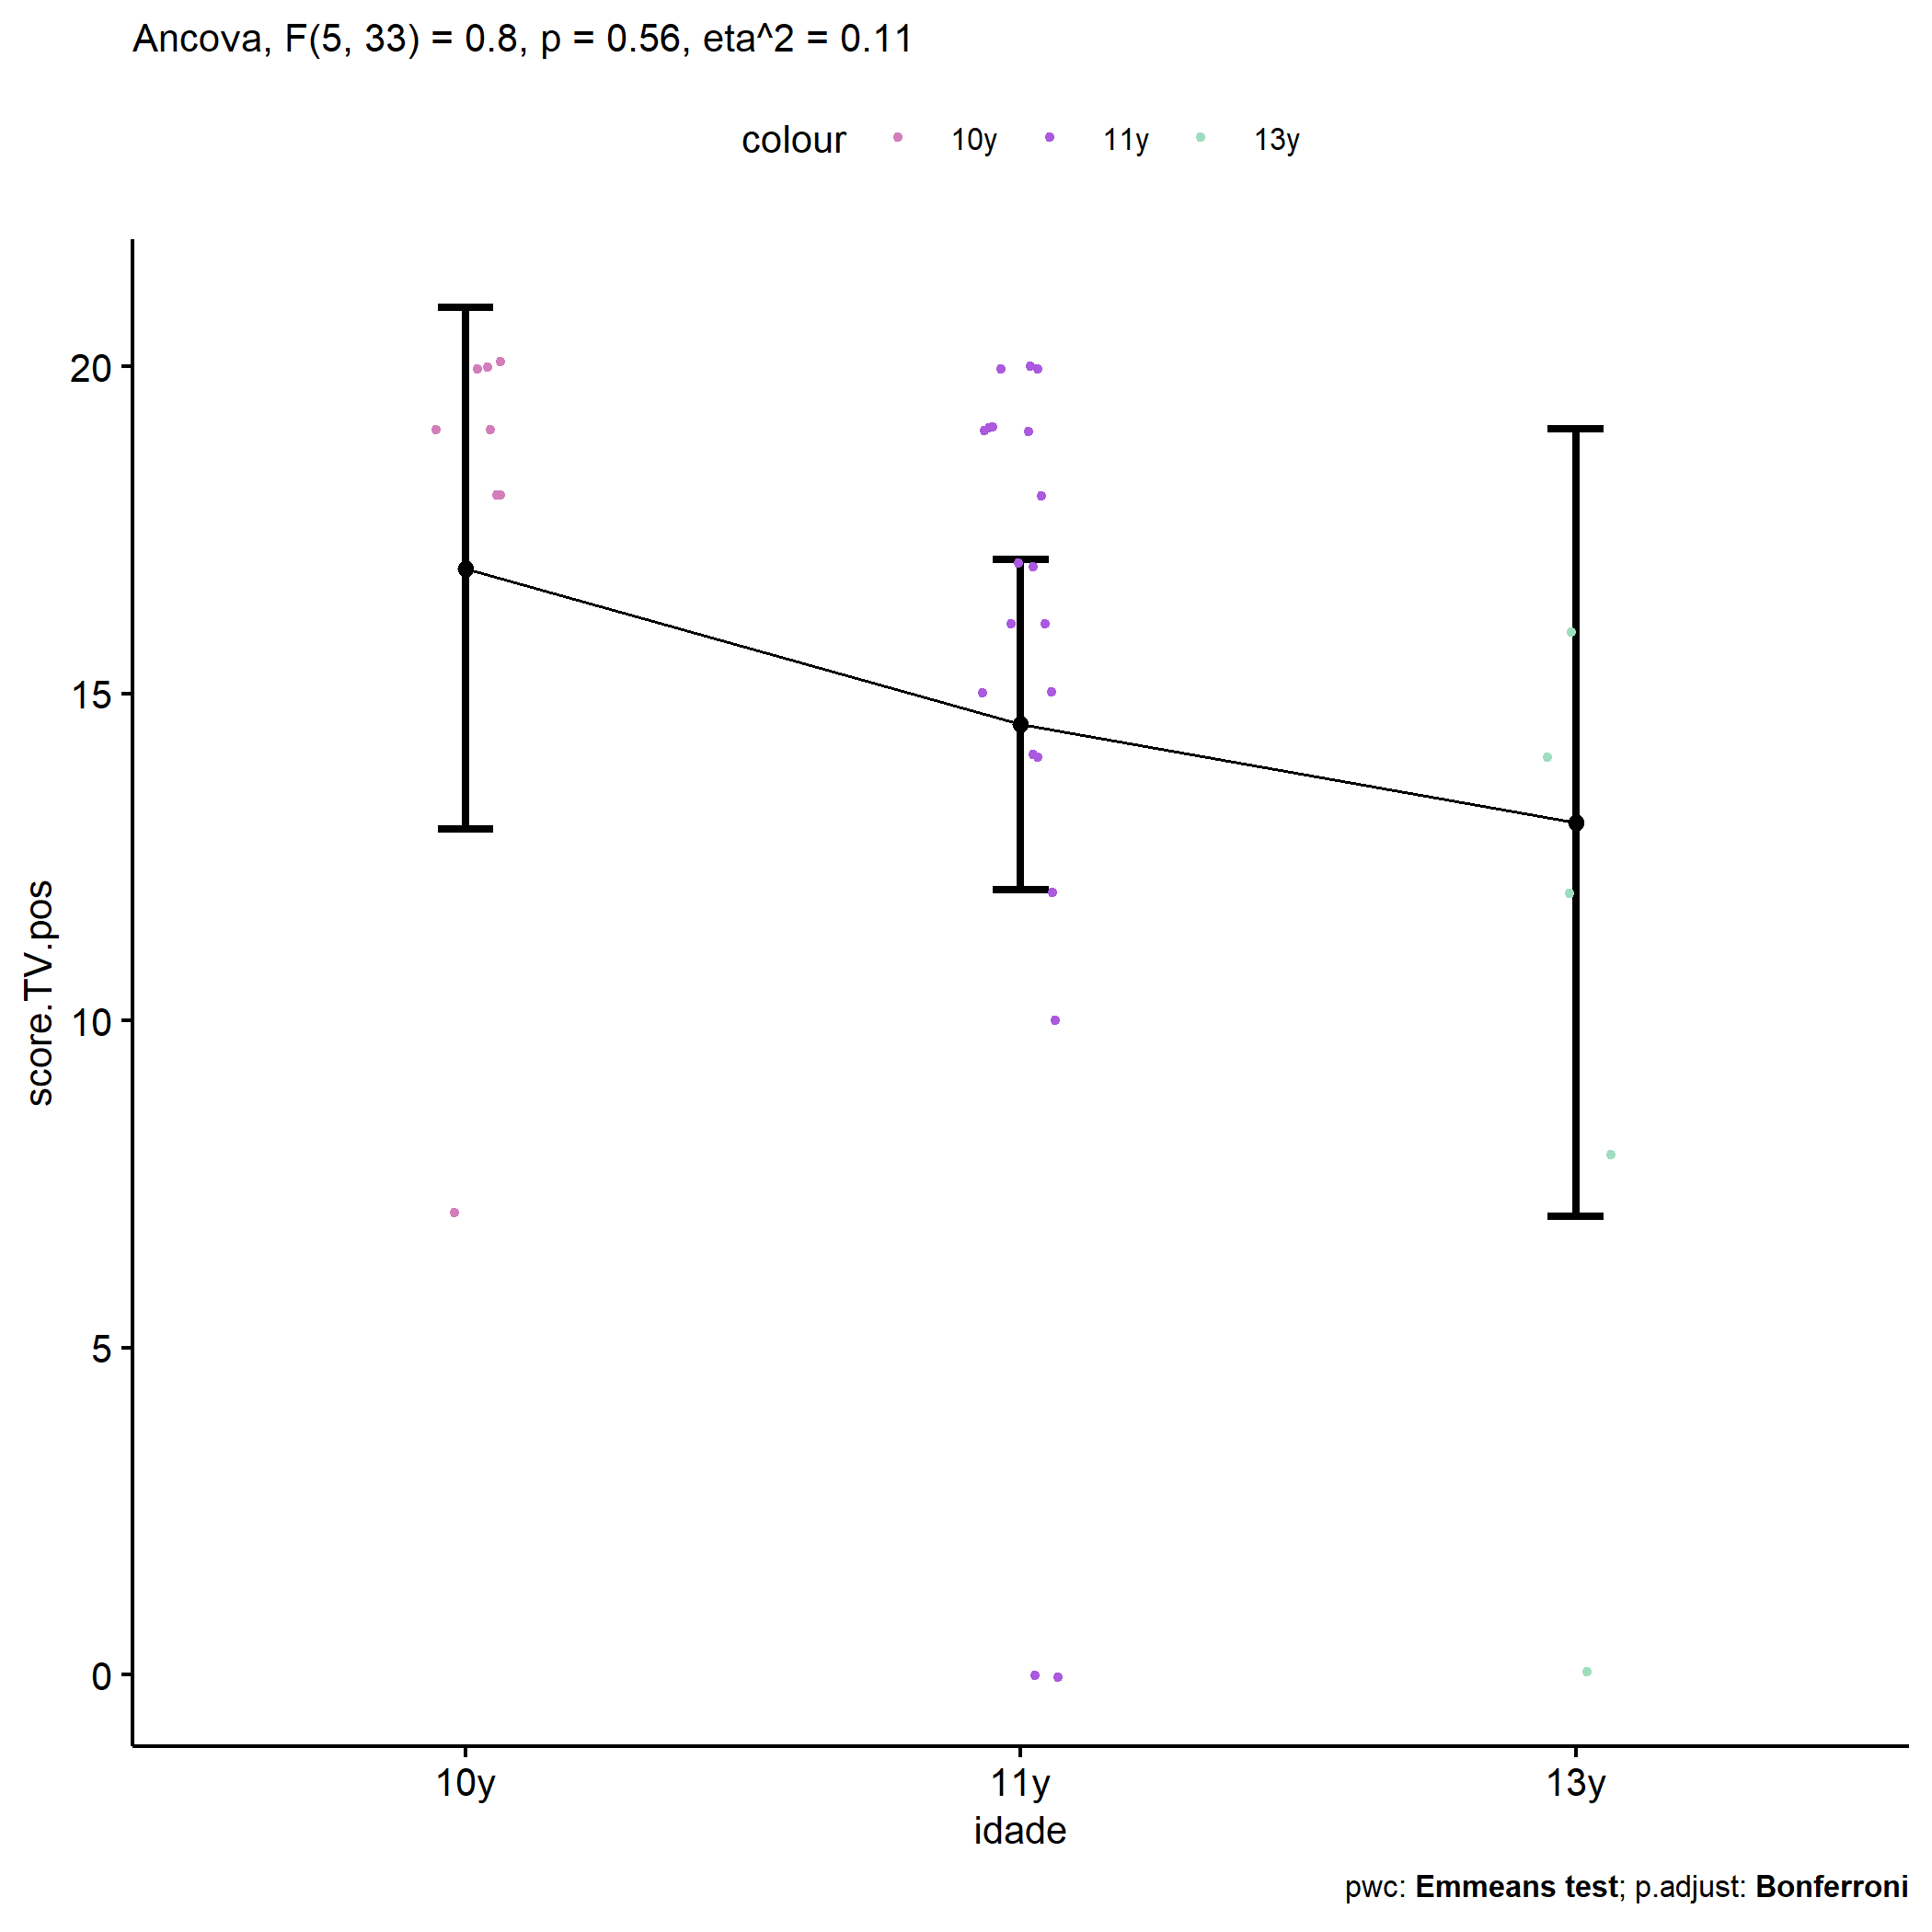 Ancova, F(5, 33) = 0.8, p = 0.56, eta^2 = 0.11
colour 10y 11y 13y
20
15
10
5
0
score.TV.pos
10y 11y 13y
idade
pwc: Emmeans test; p.adjust: Bonferroni